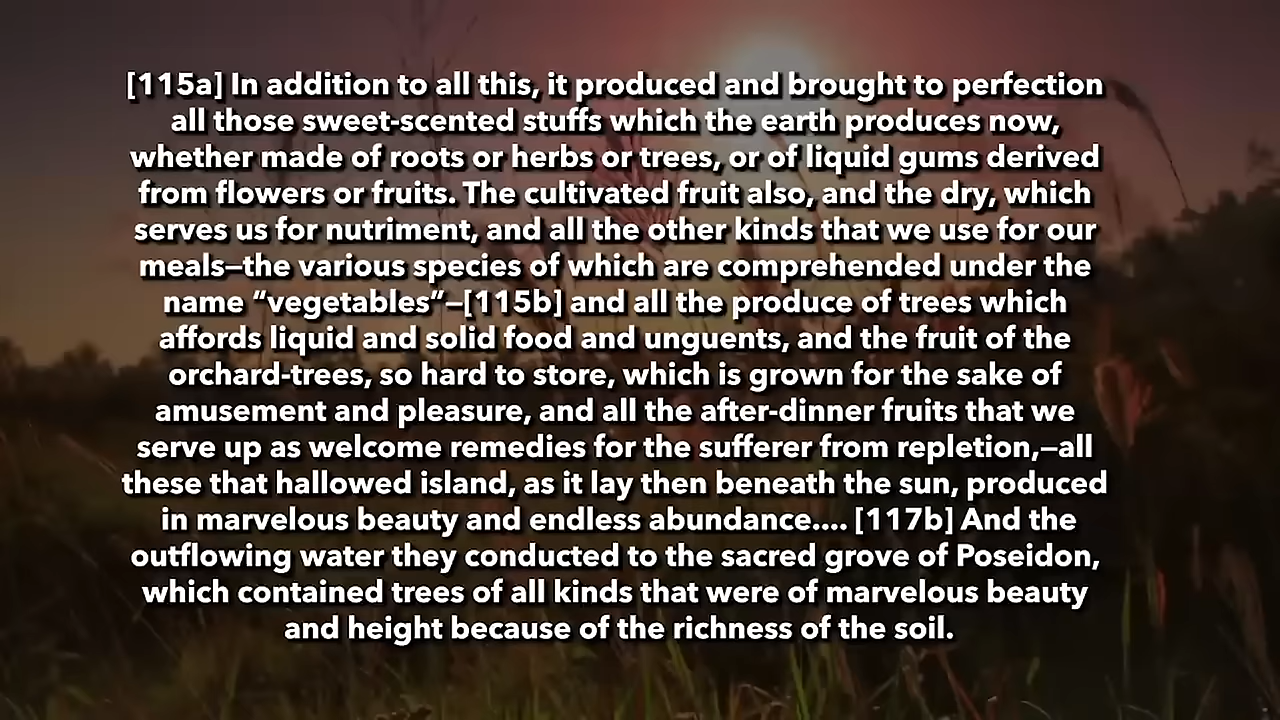 [115a] In addition to all this, it produced and brought to perfection
all those sweet-scented stuffs which the earth produces now,
whether made of roots or herbs or trees, or of liquid gums derived
from flowers or fruits. The cultivated fruit also, and the dry, which
serves us for nutriment, and all the other kinds that we use for our
meals—the various species of which are comprehended under the
name “vegetables”—[115b] and all the produce of trees which
affords liquid and solid food and unguents, and the fruit of the
orchard-trees, so hard to store, which is grown for the sake of
amusement and pleasure, and all the after-dinner fruits that we
serve up as welcome remedies for the sufferer from repletion,—all
these that hallowed island, as it lay then beneath the sun, produced
in marvelous beauty and endless abundance.... [117b] And the
outflowing water they conducted to the sacred grove of Poseidon,
which contained trees of all kinds that were of marvelous beauty
and height because of the richness of the soil.